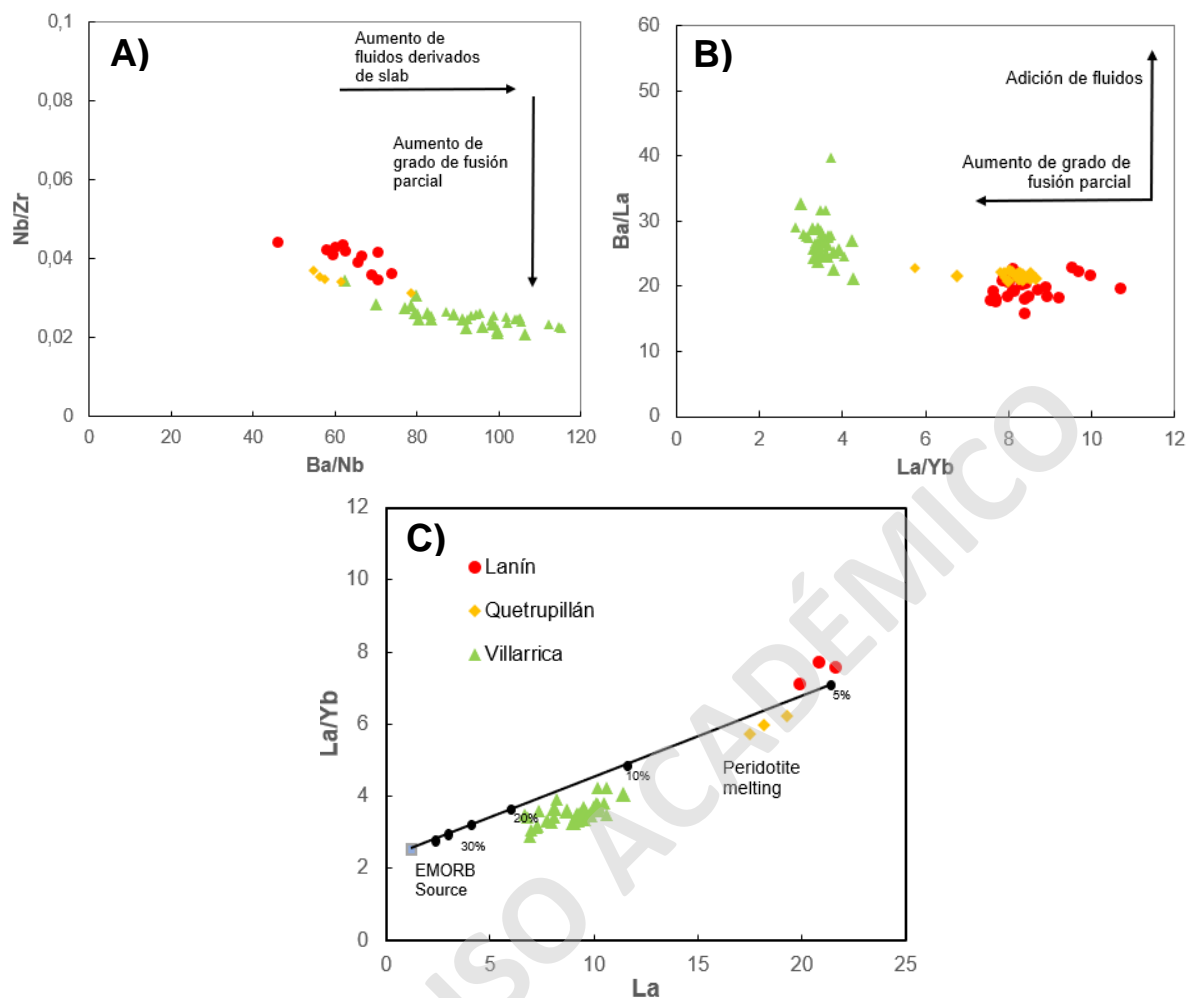 A)
Aumento de
fluidos derivados
de slab
Aumento de
grado de fusión
parcial
Nb/Zr
0,1
0,08
0,06
0,04
0,02
0
0 20 40 60 80 100 120
Ba/Nb
B)
Adición de fluidos
Aumento de grado de
fusión parcial
Ba/La
60
50
40
30
20
10
0
0 2 4 6 8 10 12
La/Yb
C)
Lanín
Quetrupillán
Villarrica
La/Yb
12
10
8
6
4
2
0
5%
10%
Peridotite
melting
20%
30%
EMORB
Source
0 5 10 15 20 25
La
USO ACADÉMICO